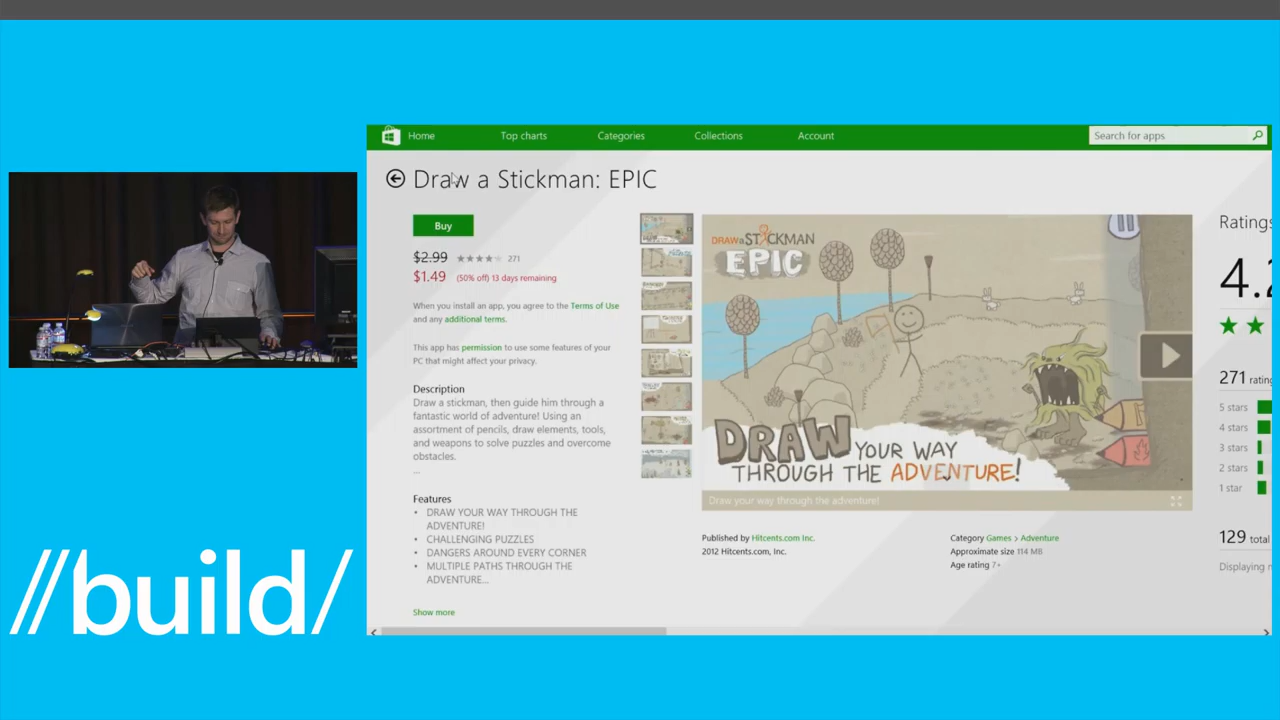 Home
Top charts
Categories
Collections
Account
Search for apps
Draw a Stickman: EPIC
Buy
$2.99
271
$1.49
(50% off) 13 days remaining
When you install an app, you agree to the Terms of Use
and any additional terms.
This app has permission to use some features of your
PC that might affect your privacy.
Description
Draw a stickman, then guide him through a
fantastic world of adventure! Using an
assortment of pencils, draw elements, tools,
and weapons to solve puzzles and overcome
obstacles.
...
Features
• DRAW YOUR WAY THROUGH THE
ADVENTURE!
• CHALLENGING PUZZLES
• DANGERS AROUND EVERY CORNER
• MULTIPLE PATHS THROUGH THE
ADVENTURE...
Show more
DRAW a STICKMAN
EPIC
DRAW YOUR WAY
THROUGH THE ADVENTURE!
Draw your way through the adventure!
Published by Hitcents.com Inc.
2012 Hitcents.com, Inc.
Category Games > Adventure
Approximate size 114 MB
Age rating 7+
Ratings
4.2
271 rating
5 stars
4 stars
3 stars
2 stars
1 star
129 total
Displaying
//build/